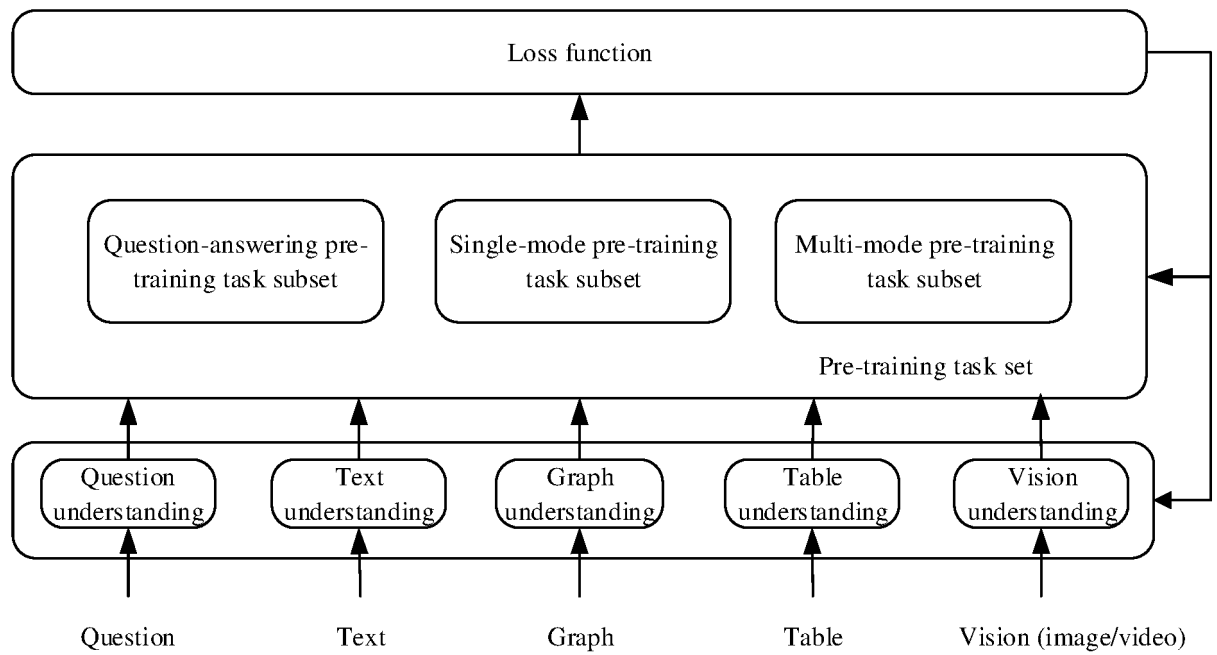 Loss function
Question-answering pre-
training task subset
Single-mode pre-training
task subset
Multi-mode pre-training
task subset
Pre-training task set
Question
understanding
Text
understanding
Graph
understanding
Table
understanding
Vision
understanding
Question
Text
Graph
Table
Vision (image/video)